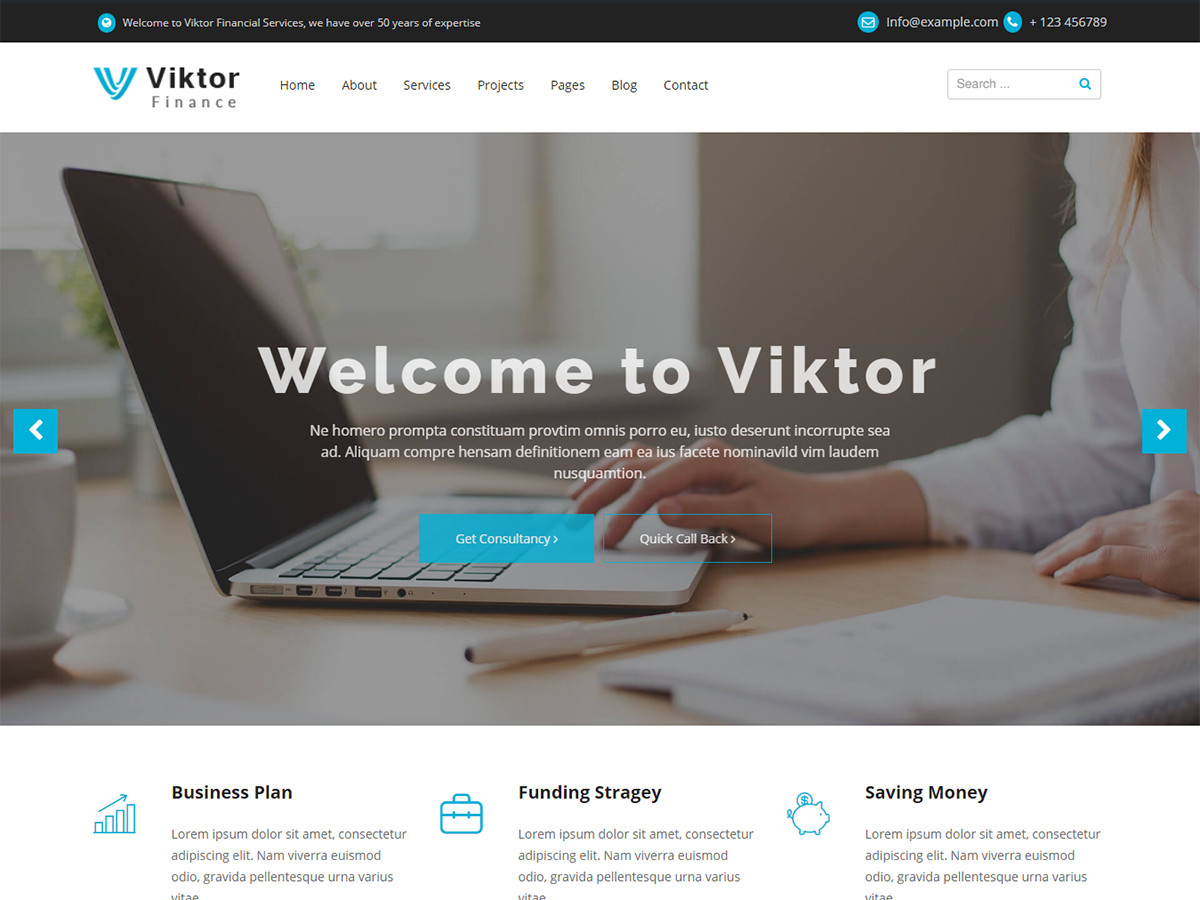 Welcome to Viktor Financial Services, we have over 50 years of expertise
Info@example.com
+ 123 456789
Viktor
Finance
Home About Services Projects Pages Blog Contact
Search ...
Welcome to Viktor
Ne homero prompta constituam provtim omnis porro eu, iusto deserunt incorrupte sea
ad. Aliquam compre hensam definitionem eam ea ius facete nominavild vim laudem
nusquamtion.
Get Consultancy ›
Quick Call Back ›
Business Plan
Lorem ipsum dolor sit amet, consectetur
adipiscing elit. Nam viverra euismod
odio, gravida pellentesque urna varius
vitae
Funding Stragey
Lorem ipsum dolor sit amet, consectetur
adipiscing elit. Nam viverra euismod
odio, gravida pellentesque urna varius
vitae
Saving Money
Lorem ipsum dolor sit amet, consectetur
adipiscing elit. Nam viverra euismod
odio, gravida pellentesque urna varius
vitae